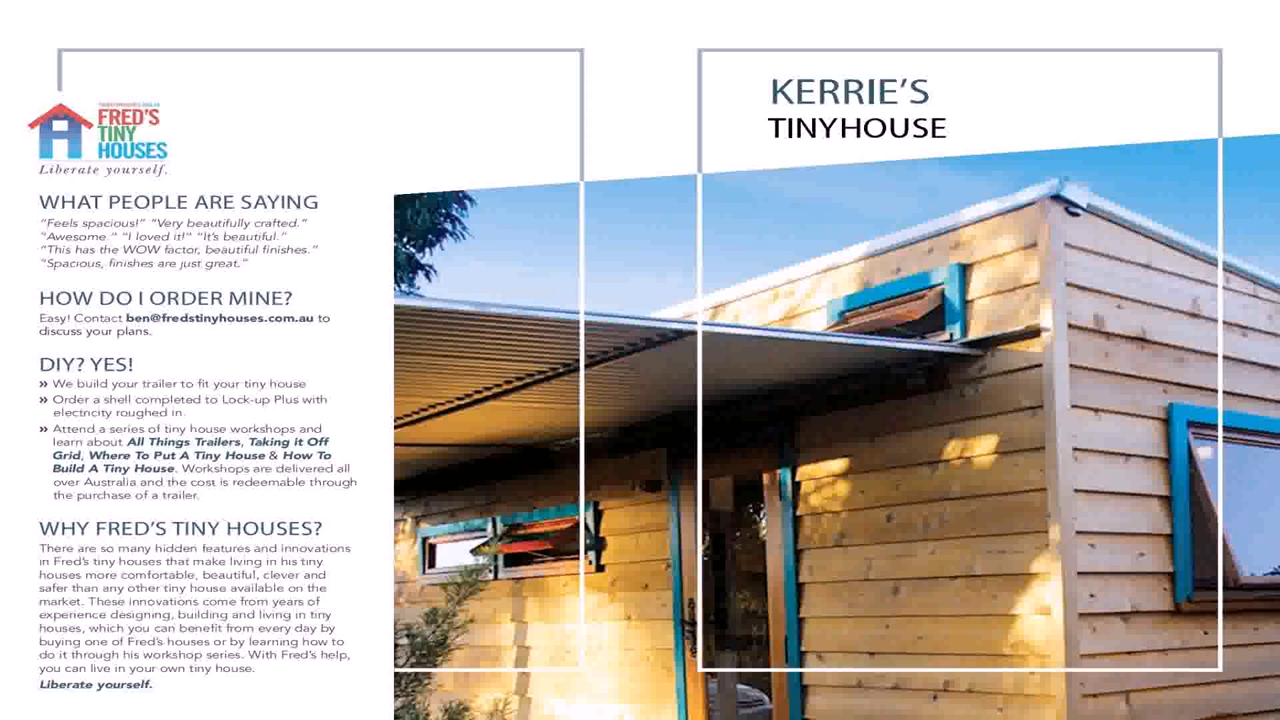 FRED'S
TINY
HOUSES
Liberate yourself.
WHAT PEOPLE ARE SAYING
“Feels spacious!” “Very beautifully crafted.”
“Awesome.” “I loved it!” “It's beautiful.”
“This has the WOW factor, beautiful finishes.”
“Spacious, finishes are just great.”
HOW DO I ORDER MINE?
Easy! Contact ben@fredstinyhouses.com.au to
discuss your plans.
DIY? YES!
» We build your trailer to fit your tiny house
» Order a shell completed to Lock-up Plus with
electricity roughed in.
» Attend a series of tiny house workshops and
learn about All Things Trailers, Taking it Off
Grid, Where To Put A Tiny House & How To
Build A Tiny House. Workshops are delivered all
over Australia and the cost is redeemable through
the purchase of a trailer.
WHY FRED'S TINY HOUSES?
There are so many hidden features and innovations
in Fred's tiny houses that make living in his tiny
houses more comfortable, beautiful, clever and
safer than any other tiny house available on the
market. These innovations come from years of
experience designing, building and living in tiny
houses, which you can benefit from every day by
buying one of Fred's houses or by learning how to
do it through his workshop series. With Fred's help,
you can live in your own tiny house.
Liberate yourself.
KERRIE'S
TINYHOUSE